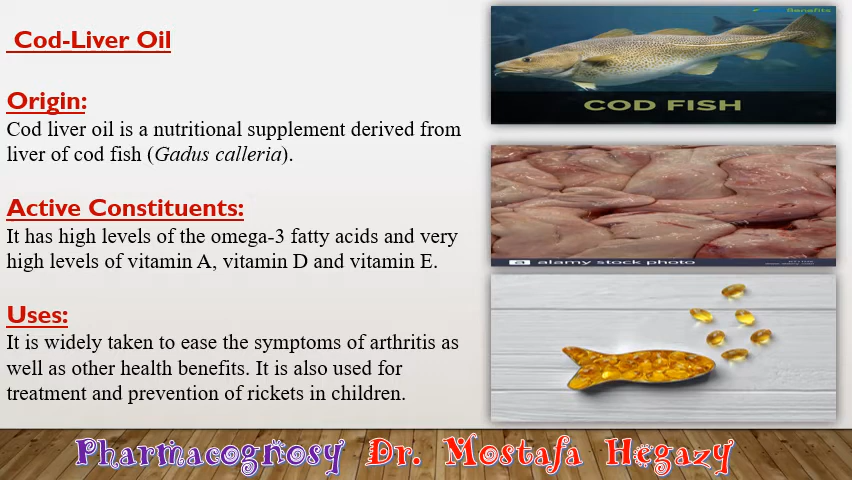 Cod-Liver Oil
Origin:
Cod liver oil is a nutritional supplement derived from
liver of cod fish (Gadus calleria).
Active Constituents:
It has high levels of the omega-3 fatty acids and very
high levels of vitamin A, vitamin D and vitamin E.
Uses:
It is widely taken to ease the symptoms of arthritis as
well as other health benefits. It is also used for
treatment and prevention of rickets in children.
Benefits
COD FISH
a alamy stock photo
Pharmacognosy Dr. Mostafa Hegazy